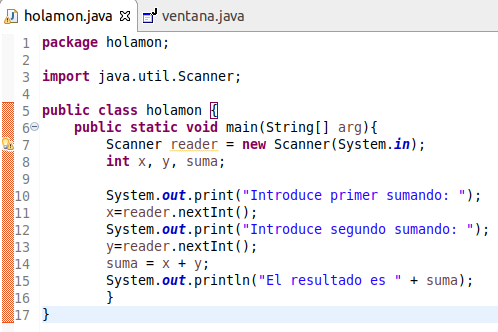 holamon.java ventana.java
1 package holamon;
2
3 import java.util.Scanner;
4
5 public class holamon {
6 public static void main(String[] arg){
7 Scanner reader = new Scanner(System.in);
8 int x, y, suma;
9
10 System.out.print("Introduce primer sumando: ");
11 x=reader.nextInt();
12 System.out.print("Introduce segundo sumando: ");
13 y=reader.nextInt();
14 suma = x + y;
15 System.out.println("El resultado es " + suma);
16 }
17 }